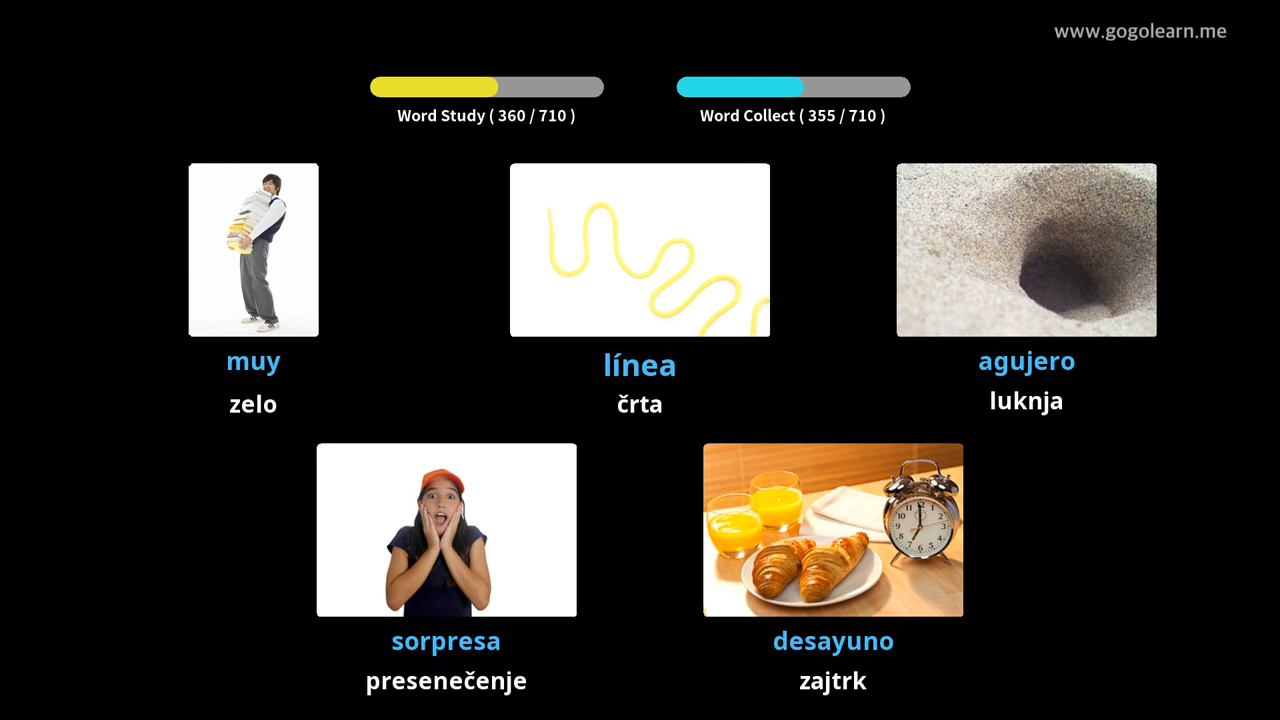 www.gogolearn.me
Word Study ( 360 / 710 )
Word Collect ( 355 / 710 )
muy
zelo
línea
črta
agujero
luknja
sorpresa
presenečenje
desayuno
zajtrk